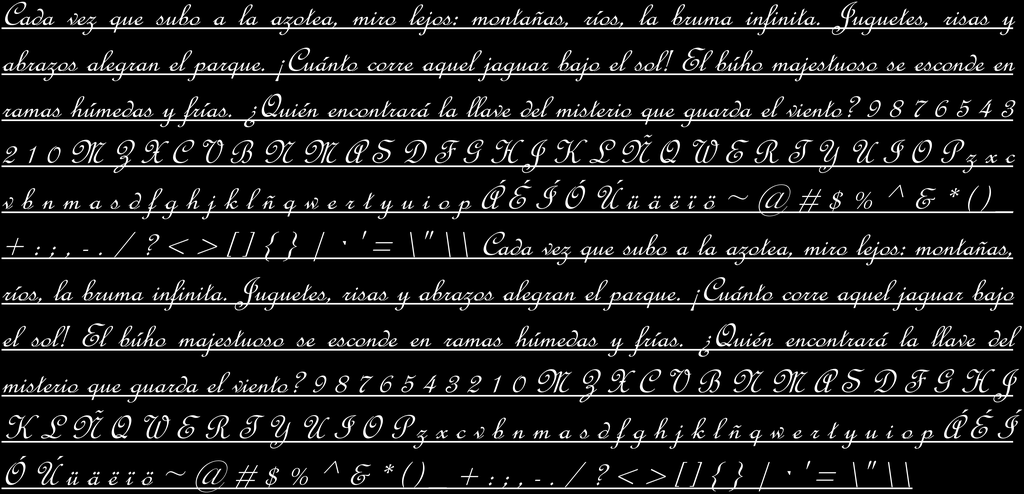 Cada vez que subo a la azotea, miro lejos: montañas, ríos, la bruma infinita. Juguetes, risas y
abrazos alegran el parque. ¡Cuánto corre aquel jaguar bajo el sol! El búho majestuoso se esconde en
ramas húmedas y frías. ¿Quién encontrará la llave del misterio que guarda el viento? 9 8 7 6 5 4 3
2 1 0 M Z X C V B N M A S D F G H J K L Ñ Q W E R T Y U I O P z x c
v b n m a s d f g h j k l ñ q w e r t y u i o p Á É Í Ó Ú ü ä ë ï ö ~ @ # $ % ^ & * ( ) _
+ : ; , - . / ? < > [ ] { } | · ' = \" \\ Cada vez que subo a la azotea, miro lejos: montañas,
ríos, la bruma infinita. Juguetes, risas y abrazos alegran el parque. ¡Cuánto corre aquel jaguar bajo
el sol! El búho majestuoso se esconde en ramas húmedas y frías. ¿Quién encontrará la llave del
misterio que guarda el viento? 9 8 7 6 5 4 3 2 1 0 M Z X C V B N M A S D F G H J
K L Ñ Q W E R T Y U I O P z x c v b n m a s d f g h j k l ñ q w e r t y u i o p Á É Í
Ó Ú ü ä ë ï ö ~ @ # $ % ^ & * ( ) _ + : ; , - . / ? < > [ ] { } | · ' = \" \\